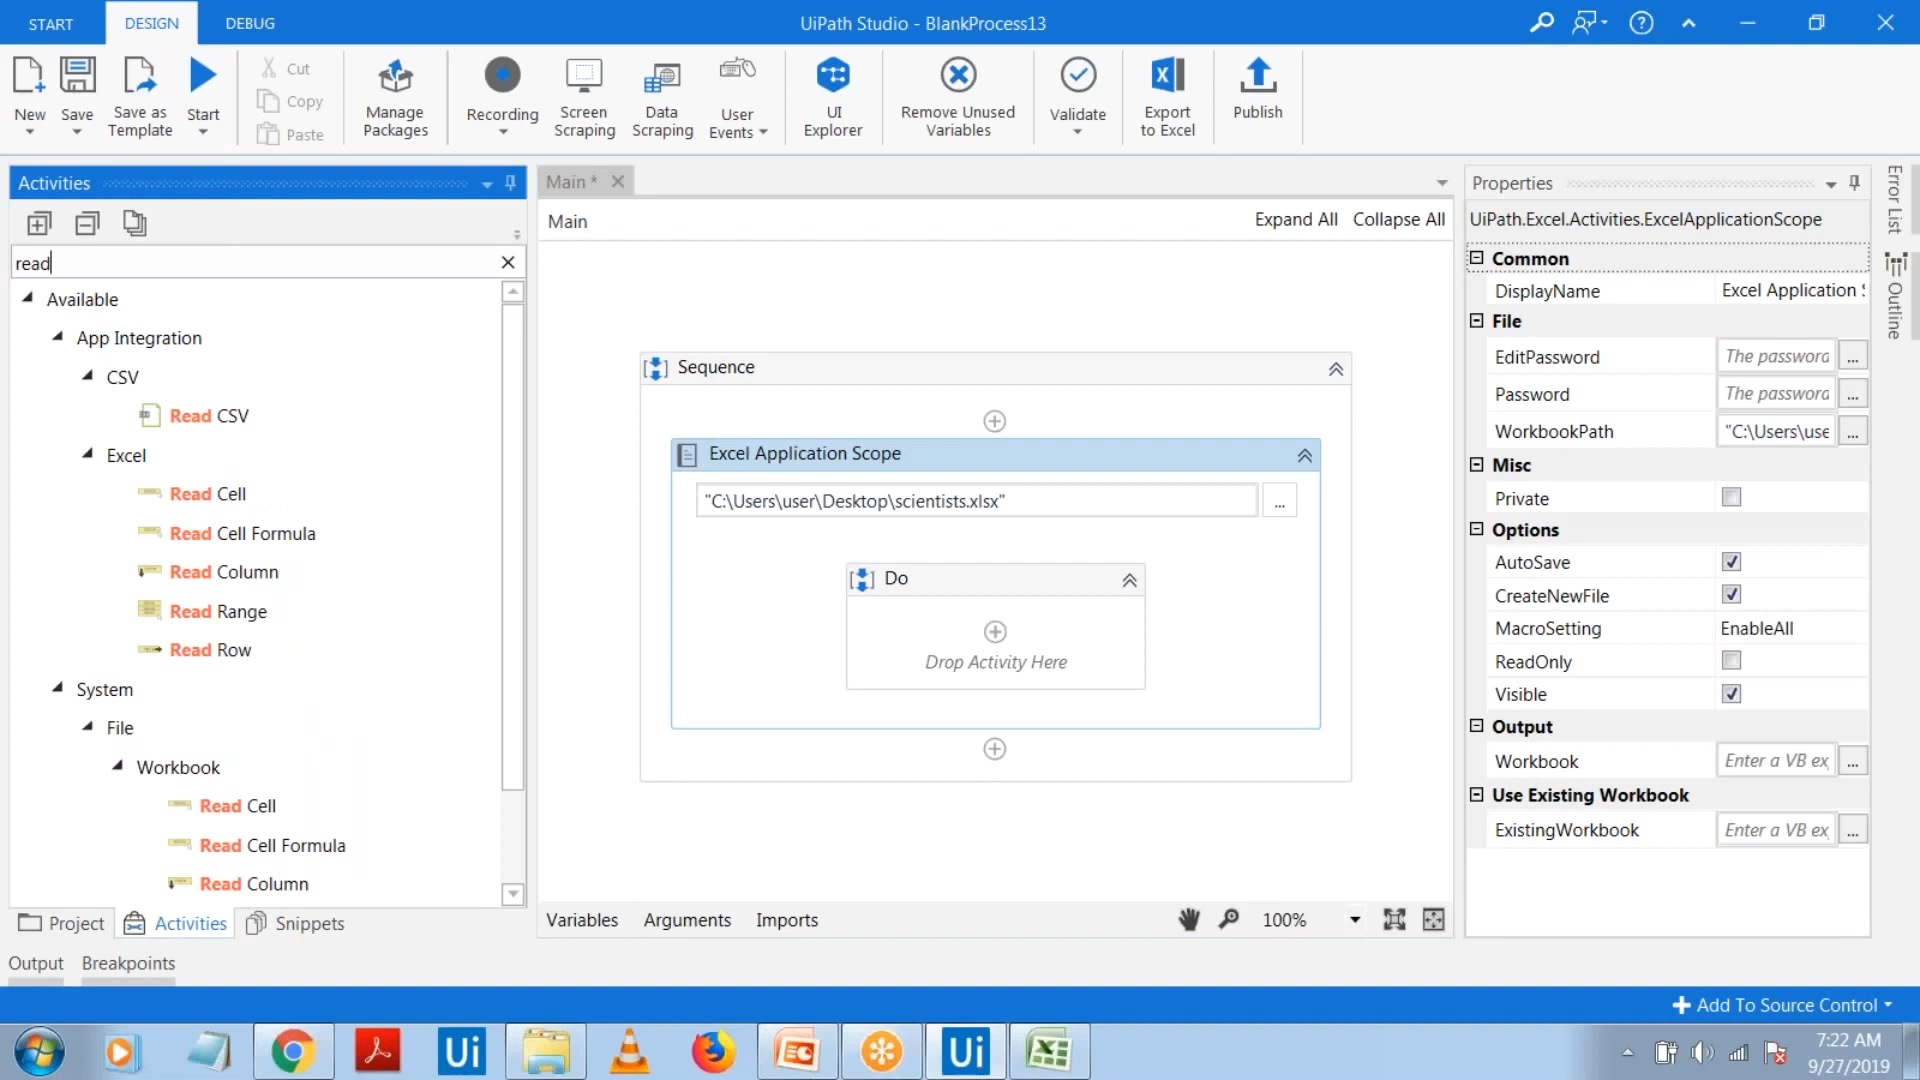 START
DESIGN
DEBUG
UiPath Studio - BlankProcess13
New
Save
Save as
Template
Start
Cut
Copy
Paste
Manage
Packages
Recording
Screen
Scraping
Data
Scraping
User
Events
UI
Explorer
Remove Unused
Variables
Validate
Export
to Excel
Publish
Activities
read
Available
App Integration
CSV
Read CSV
Excel
Read Cell
Read Cell Formula
Read Column
Read Range
Read Row
System
File
Workbook
Read Cell
Read Cell Formula
Read Column
Project
Activities
Snippets
Output
Breakpoints
Main *
Main
Expand All
Collapse All
Sequence
Excel Application Scope
"C:\Users\user\Desktop\scientists.xlsx"
...
Do
Drop Activity Here
Variables
Arguments
Imports
100%
Properties
UiPath.Excel.Activities.ExcelApplicationScope
Common
DisplayName Excel Application S
File
EditPassword The password ...
Password The password ...
WorkbookPath "C:\Users\use ...
Misc
Private
Options
AutoSave
CreateNewFile
MacroSetting EnableAll
ReadOnly
Visible
Output
Workbook Enter a VB ex ...
Use Existing Workbook
ExistingWorkbook Enter a VB ex ...
Error List
Outline
Add To Source Control
Ui
Ui
7:22 AM
9/27/2019